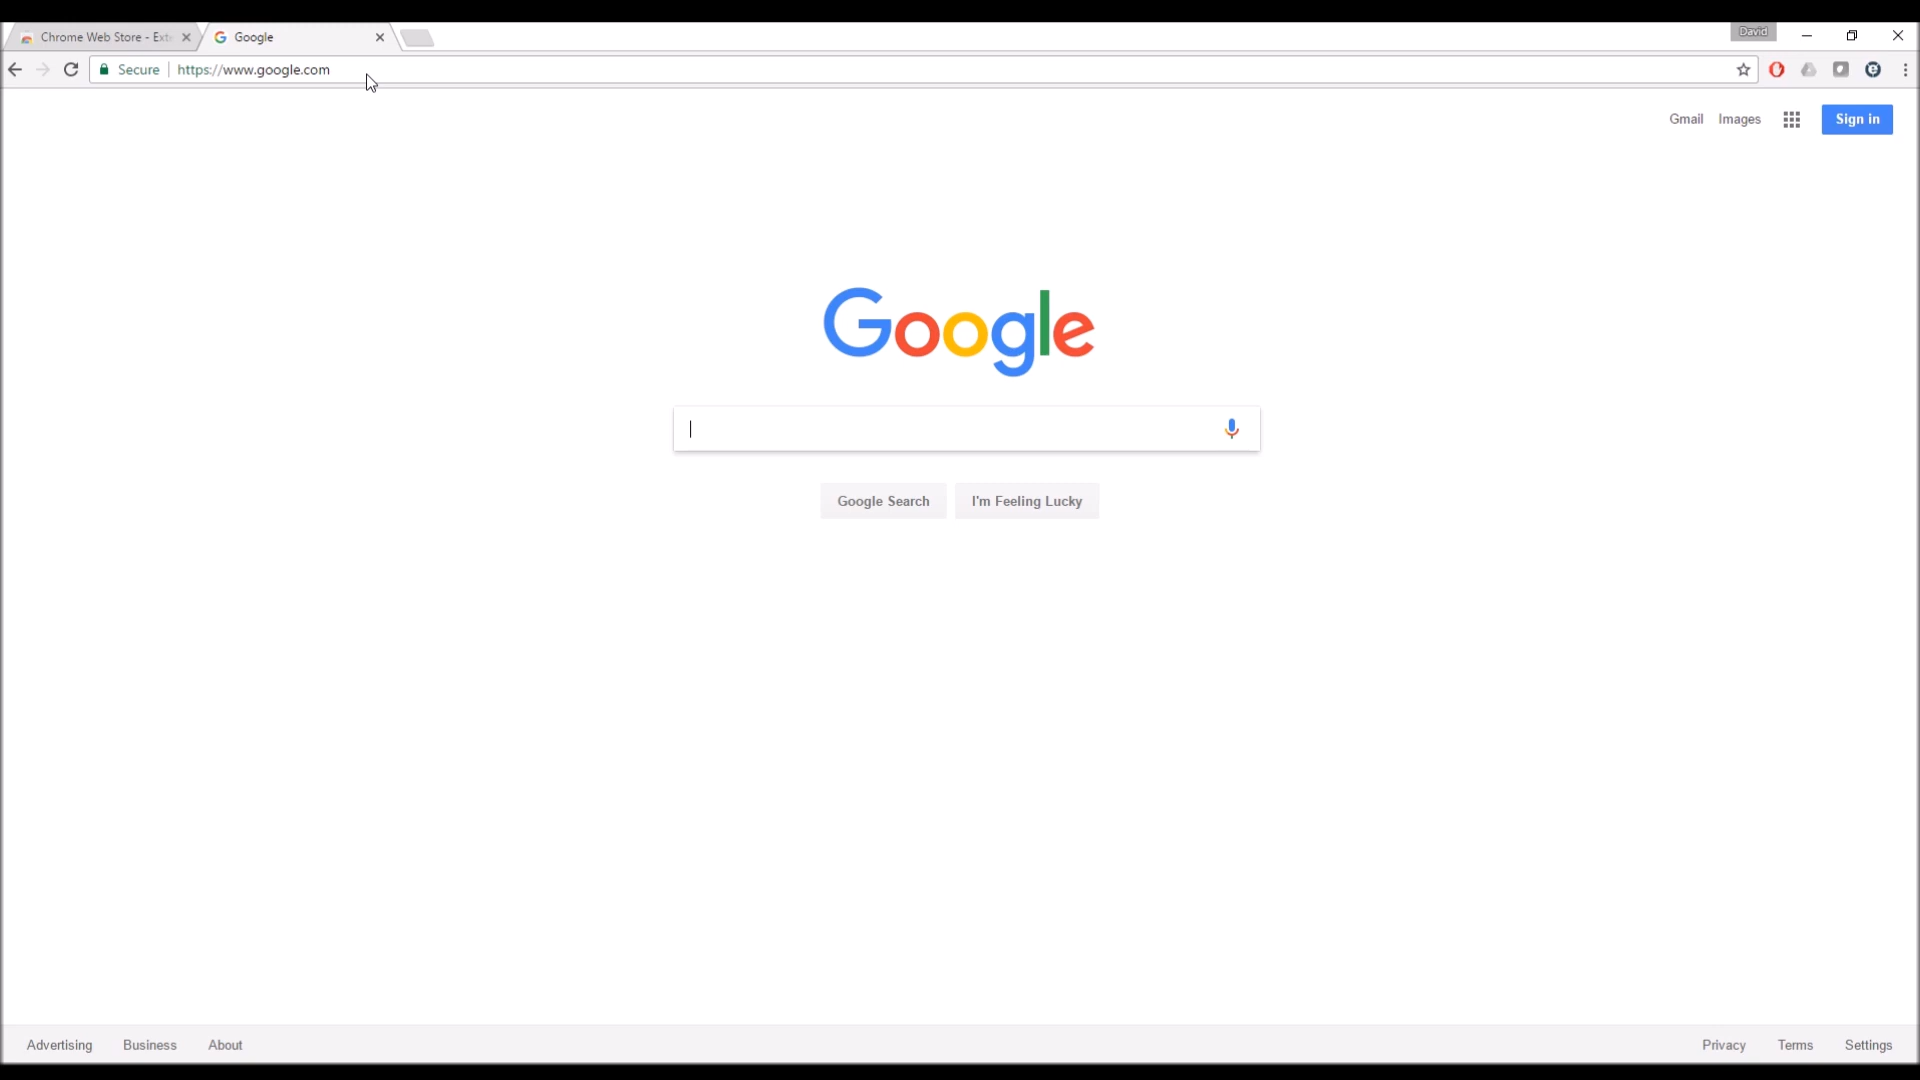 Chrome Web Store - Ext
Google
David
Secure
https://www.google.com
Gmail
Images
Sign in
Google
Google Search
I'm Feeling Lucky
Advertising
Business
About
Privacy
Terms
Settings